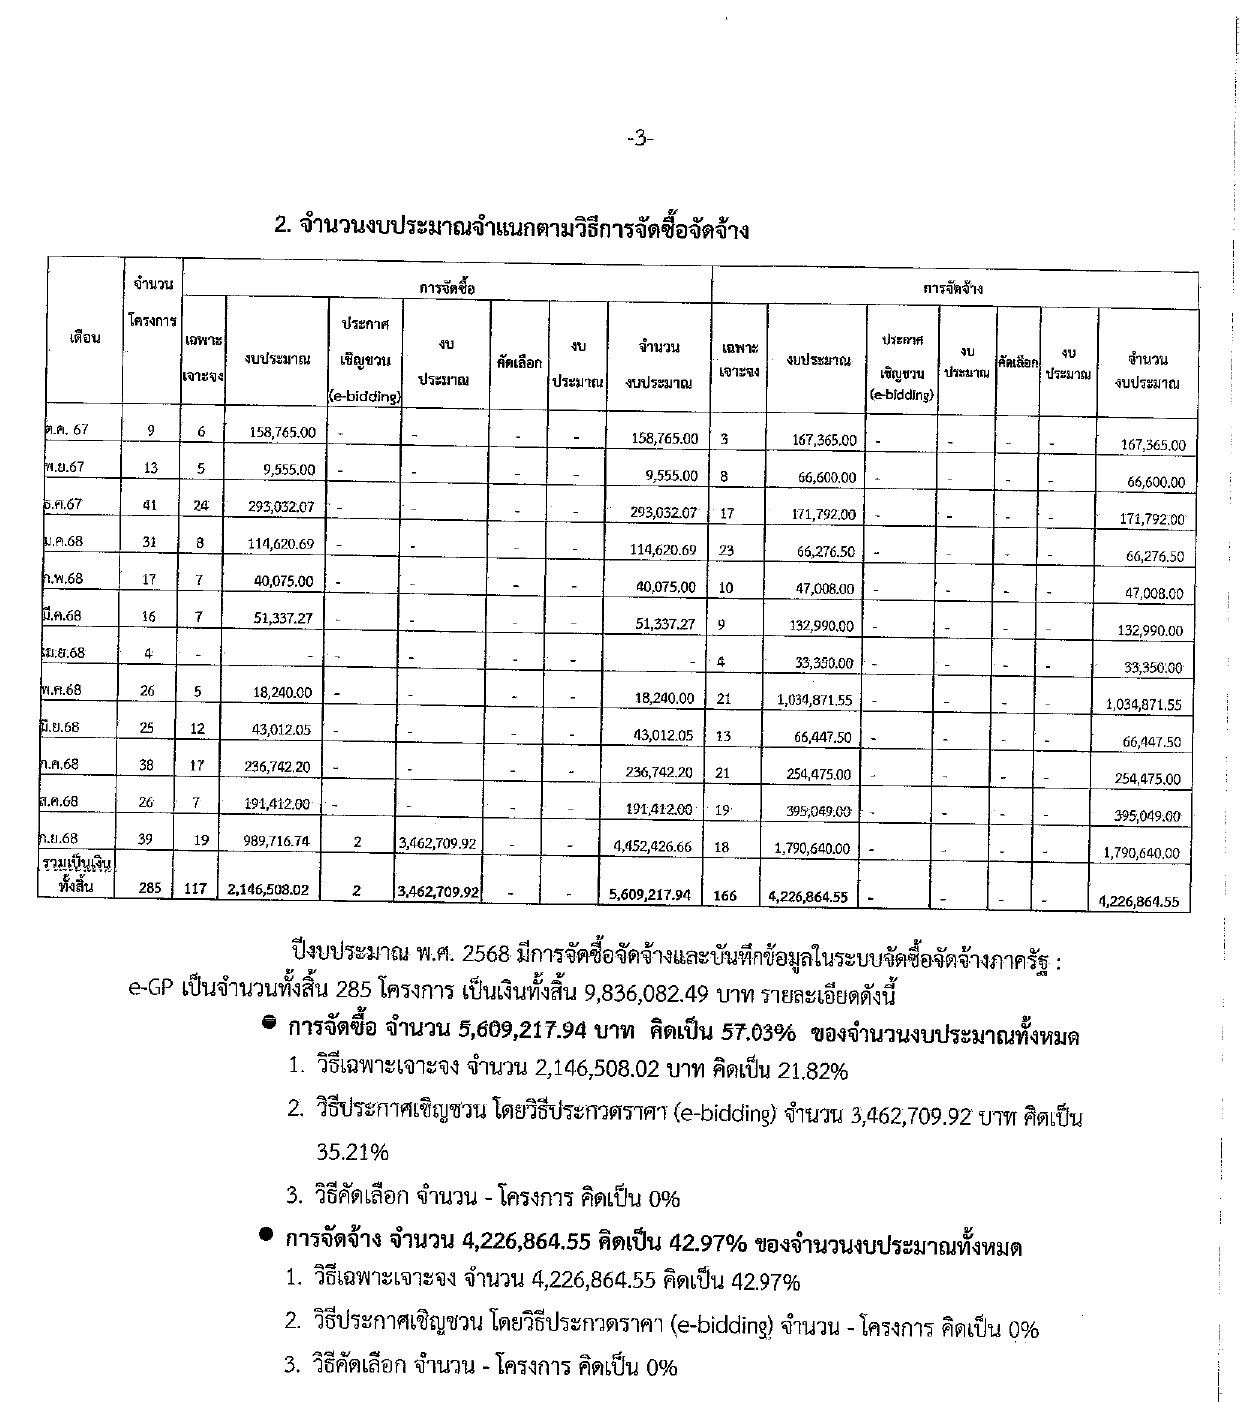 -3-
2. จำนวนงบประมาณจำแนกตามวิธีการจัดซื้อจัดจ้าง
เดือน จำนวน โครงการ การจัดซื้อ การจัดจ้าง
เฉพาะ เจาะจง งบประมาณ ประกาศ เชิญชวน (e-bidding) งบ ประมาณ คัดเลือก งบ ประมาณ จำนวน งบประมาณ เฉพาะ เจาะจง งบประมาณ ประกาศ เชิญชวน (e-bidding) งบ ประมาณ คัดเลือก งบ ประมาณ จำนวน งบประมาณ
ต.ค. 67 9 6 158,765.00 - - - - 158,765.00 3 167,365.00 - - - - 167,365.00
พ.ย.67 13 5 9,555.00 - - - - 9,555.00 8 66,600.00 - - - - 66,600.00
ธ.ค.67 41 24 293,032.07 - - - - 293,032.07 17 171,792.00 - - - - 171,792.00
ม.ค.68 31 8 114,620.69 - - - - 114,620.69 23 66,276.50 - - - - 66,276.50
ก.พ.68 17 7 40,075.00 - - - - 40,075.00 10 47,008.00 - - - - 47,008.00
มี.ค.68 16 7 51,337.27 - - - - 51,337.27 9 132,990.00 - - - - 132,990.00
เม.ย.68 4 - - - - - - - 4 33,350.00 - - - - 33,350.00
พ.ค.68 26 5 18,240.00 - - - - 18,240.00 21 1,034,871.55 - - - - 1,034,871.55
มิ.ย.68 25 12 43,012.05 - - - - 43,012.05 13 66,447.50 - - - - 66,447.50
ก.ค.68 38 17 236,742.20 - - - - 236,742.20 21 254,475.00 - - - - 254,475.00
ส.ค.68 26 7 191,412.00 - - - - 191,412.00 19 395,049.00 - - - - 395,049.00
ก.ย.68 39 19 989,716.74 2 3,462,709.92 - - 4,452,426.66 18 1,790,640.00 - - - - 1,790,640.00
รวมเป็นเงิน ทั้งสิ้น 285 117 2,146,508.02 2 3,462,709.92 - - 5,609,217.94 166 4,226,864.55 - - - - 4,226,864.55
ปีงบประมาณ พ.ศ. 2568 มีการจัดซื้อจัดจ้างและบันทึกข้อมูลในระบบจัดซื้อจัดจ้างภาครัฐ :
e-GP เป็นจำนวนทั้งสิ้น 285 โครงการ เป็นเงินทั้งสิ้น 9,836,082.49 บาท รายละเอียดดังนี้
● การจัดซื้อ จำนวน 5,609,217.94 บาท คิดเป็น 57.03% ของจำนวนงบประมาณทั้งหมด
1. วิธีเฉพาะเจาะจง จำนวน 2,146,508.02 บาท คิดเป็น 21.82%
2. วิธีประกาศเชิญชวน โดยวิธีประกวดราคา (e-bidding) จำนวน 3,462,709.92 บาท คิดเป็น
35.21%
3. วิธีคัดเลือก จำนวน - โครงการ คิดเป็น 0%
● การจัดจ้าง จำนวน 4,226,864.55 คิดเป็น 42.97% ของจำนวนงบประมาณทั้งหมด
1. วิธีเฉพาะเจาะจง จำนวน 4,226,864.55 คิดเป็น 42.97%
2. วิธีประกาศเชิญชวน โดยวิธีประกวดราคา (e-bidding) จำนวน - โครงการ คิดเป็น 0%
3. วิธีคัดเลือก จำนวน - โครงการ คิดเป็น 0%